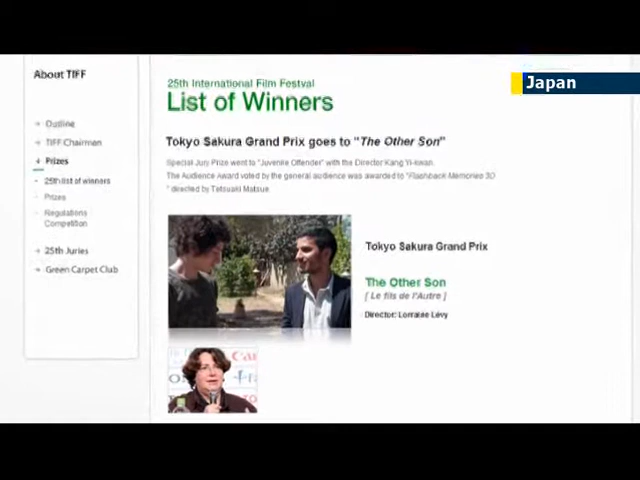 About TIFF
Outline
TIFF Chairman
Prizes
25th list of winners
Prizes
Regulations
Competition
25th Juries
Green Carpet Club
Japan
25th International Film Festval
List of Winners
Tokyo Sakura Grand Prix goes to "The Other Son"
Special Jury Prize went to "Juvenile Offender" with the Director Kang Yi-kwan.
The Audience Award voted by the general audience was awarded to "Flashback Memories 3D
" directed by Tetsuaki Matsue
Tokyo Sakura Grand Prix
The Other Son
[ Le fils de l'Autre ]
Director: Lorraine Lévy